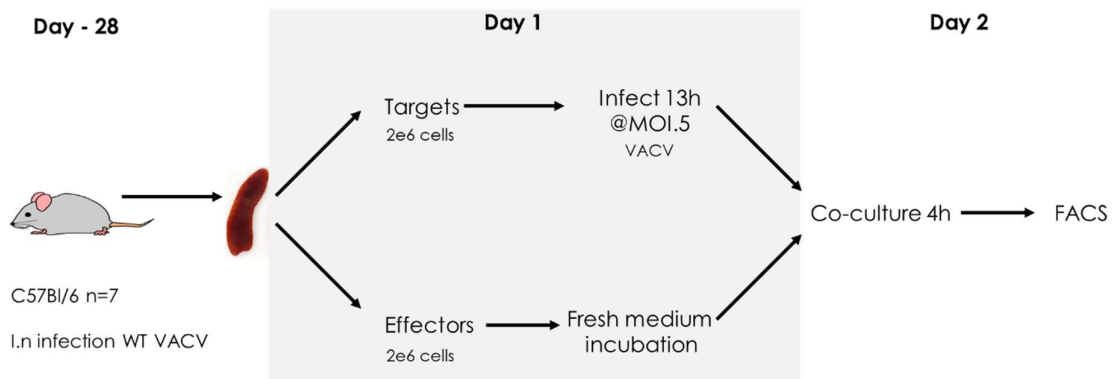 Day - 28
Day 1
Day 2
Targets
2e6 cells
Infect 13h
@MOI.5
VACV
Co-culture 4h
FACS
C57Bl/6 n=7
I.n infection WT VACV
Effectors
2e6 cells
Fresh medium
incubation